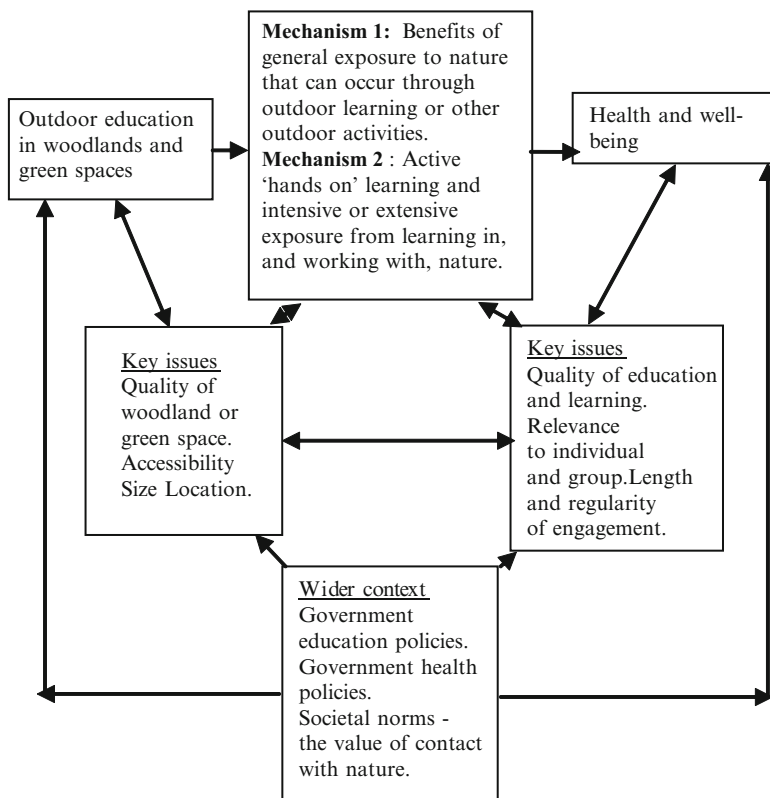 Mechanism 1: Benefits of
general exposure to nature
that can occur through
outdoor learning or other
outdoor activities.
Mechanism 2 : Active
‘hands on’ learning and
intensive or extensive
exposure from learning in,
and working with, nature.
Outdoor education
in woodlands and
green spaces
Health and well-
being
Key issues
Quality of
woodland or
green space.
Accessibility
Size Location.
Key issues
Quality of education
and learning.
Relevance
to individual
and group.Length
and regularity
of engagement.
Wider context
Government
education policies.
Government health
policies.
Societal norms -
the value of contact
with nature.